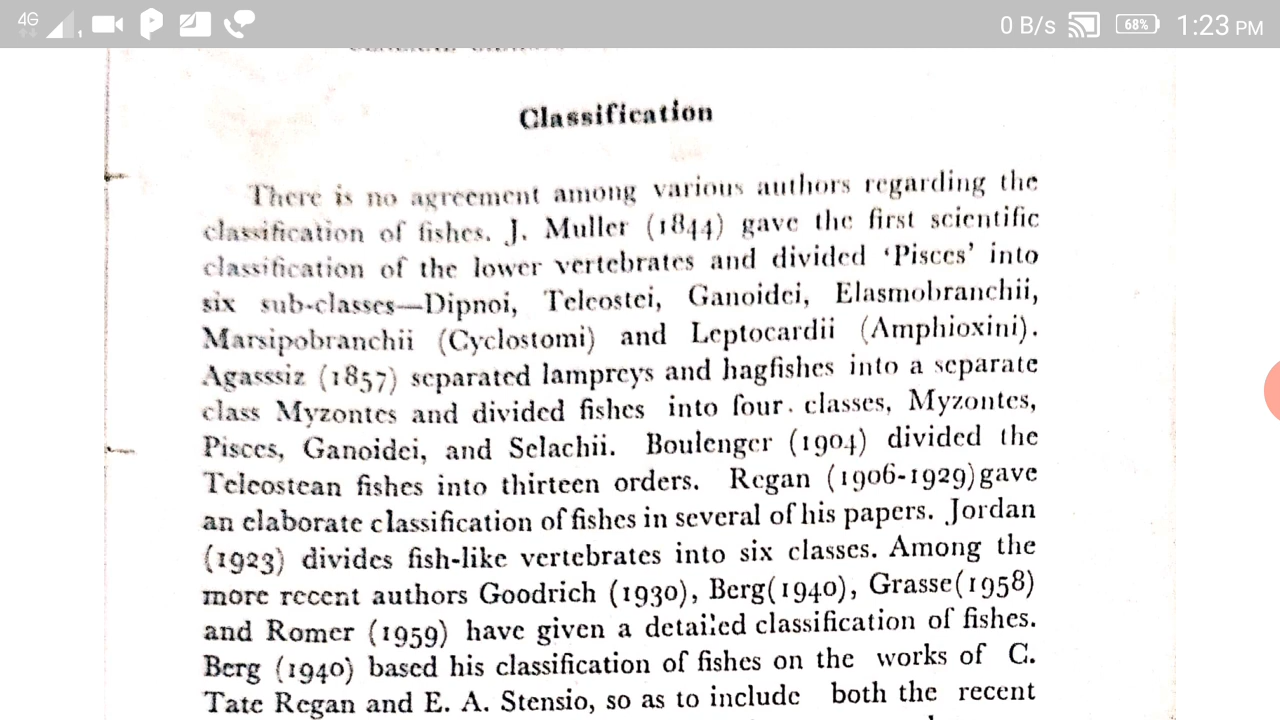 4G
0 B/s
68%
1:23 PM
Classification
There is no agreement among various authors regarding the
classification of fishes. J. Muller (1844) gave the first scientific
classification of the lower vertebrates and divided ‘Pisces’ into
six sub-classes—Dipnoi, Teleostei, Ganoidei, Elasmobranchii,
Marsipobranchii (Cyclostomi) and Leptocardii (Amphioxini).
Agasssiz (1857) separated lampreys and hagfishes into a separate
class Myzontes and divided fishes into four. classes, Myzontes,
Pisces, Ganoidei, and Selachii. Boulenger (1904) divided the
Teleostean fishes into thirteen orders. Regan (1906-1929) gave
an elaborate classification of fishes in several of his papers. Jordan
(1923) divides fish-like vertebrates into six classes. Among the
more recent authors Goodrich (1930), Berg(1940), Grasse(1958)
and Romer (1959) have given a detailed classification of fishes.
Berg (1940) based his classification of fishes on the works of C.
Tate Regan and E. A. Stensio, so as to include both the recent